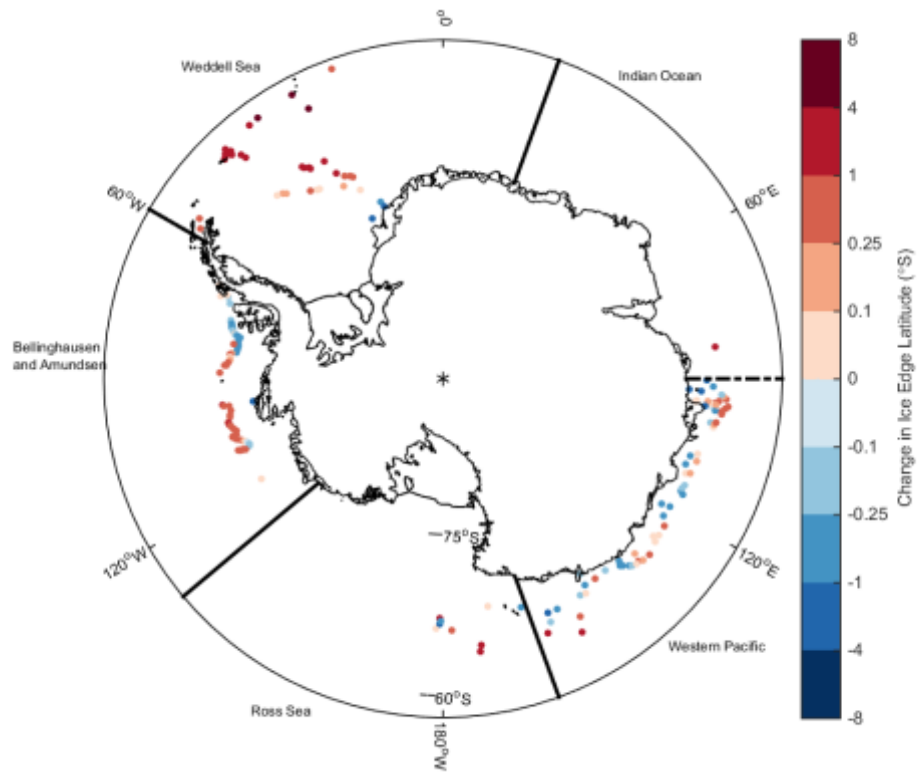 0°
Weddell Sea
Indian Ocean
60°W
60°E
Bellinghausen
and Amundsen
75°S
120°W
120°E
Western Pacific
60°S
Ross Sea
180°W
8
4
1
0.25
0.1
0
-0.1
-0.25
-1
-4
-8
Change in Ice Edge Latitude (°S)